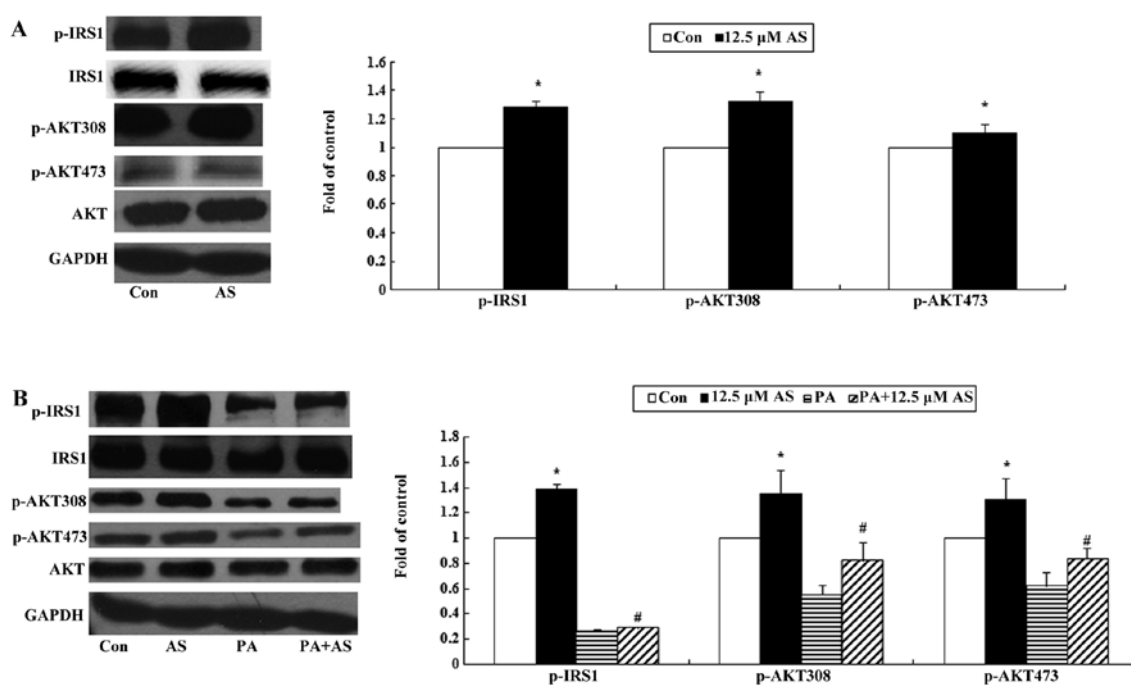 A
p-IRS1
IRS1
p-AKT308
p-AKT473
AKT
GAPDH
Con AS
Con 12.5 µM AS
Fold of control
1.6
1.4
1.2
1
0.8
0.6
0.4
0.2
0
* * *
p-IRS1 p-AKT308 p-AKT473
B
p-IRS1
IRS1
p-AKT308
p-AKT473
AKT
GAPDH
Con AS PA PA+AS
Con 12.5 µM AS PA PA+12.5 µM AS
Fold of control
1.8
1.6
1.4
1.2
1
0.8
0.6
0.4
0.2
0
* # * # * #
p-IRS1 p-AKT308 p-AKT473